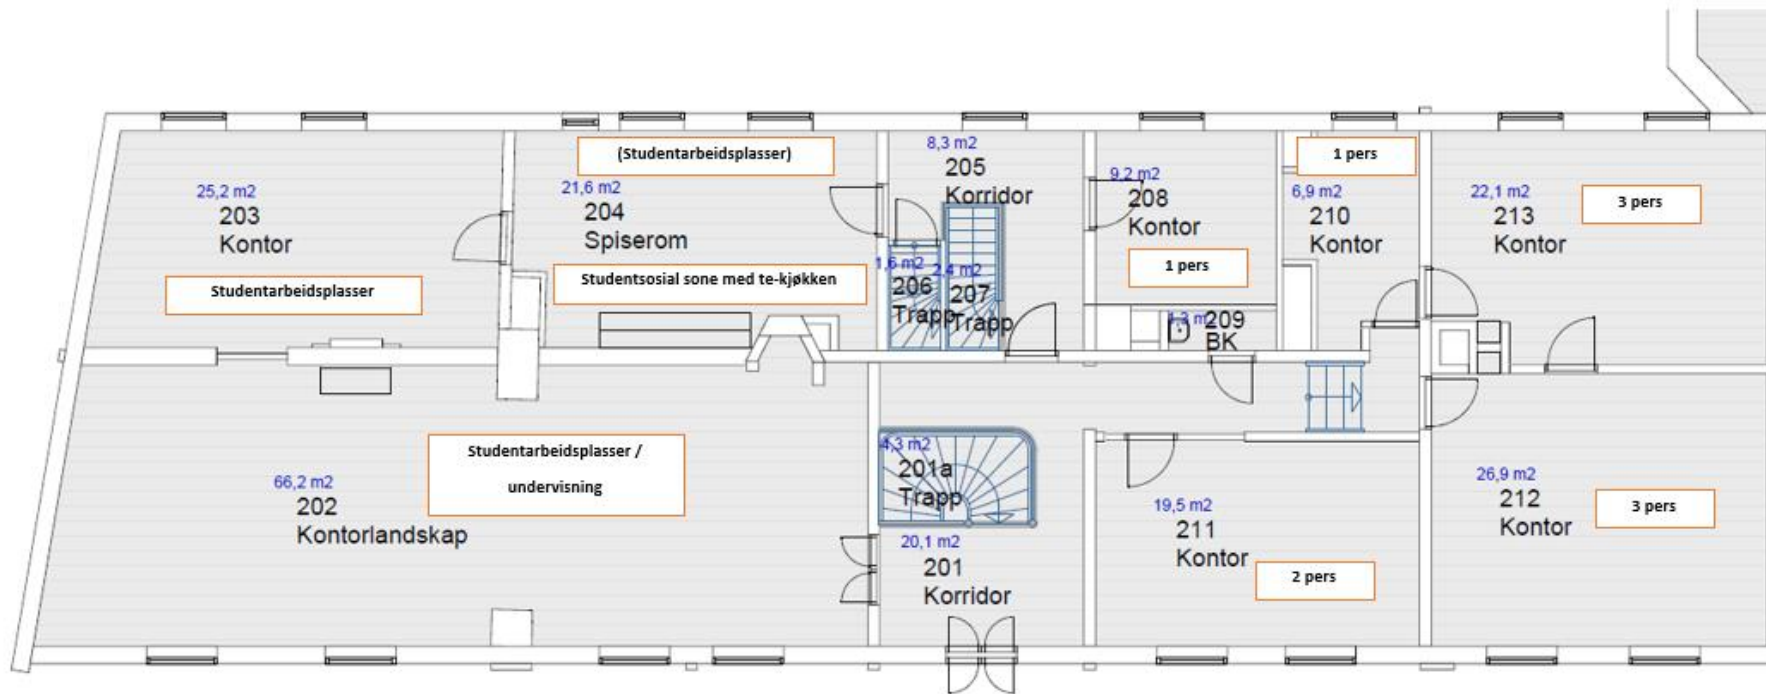 25,2 m2
203
Kontor
Studentarbeidsplasser
(Studentarbeidsplasser)
21,6 m2
204
Spiserom
Studentsosial sone med te-kjøkken
8,3 m2
205
Korridor
1,6 m2
206
Trapp
2,4 m2
207
Trapp
9,2 m2
208
Kontor
1 pers
1,3 m2
209
BK
1 pers
6,9 m2
210
Kontor
22,1 m2
213
Kontor
3 pers
66,2 m2
202
Kontorlandskap
Studentarbeidsplasser /
undervisning
4,3 m2
201a
Trapp
20,1 m2
201
Korridor
19,5 m2
211
Kontor
2 pers
26,9 m2
212
Kontor
3 pers